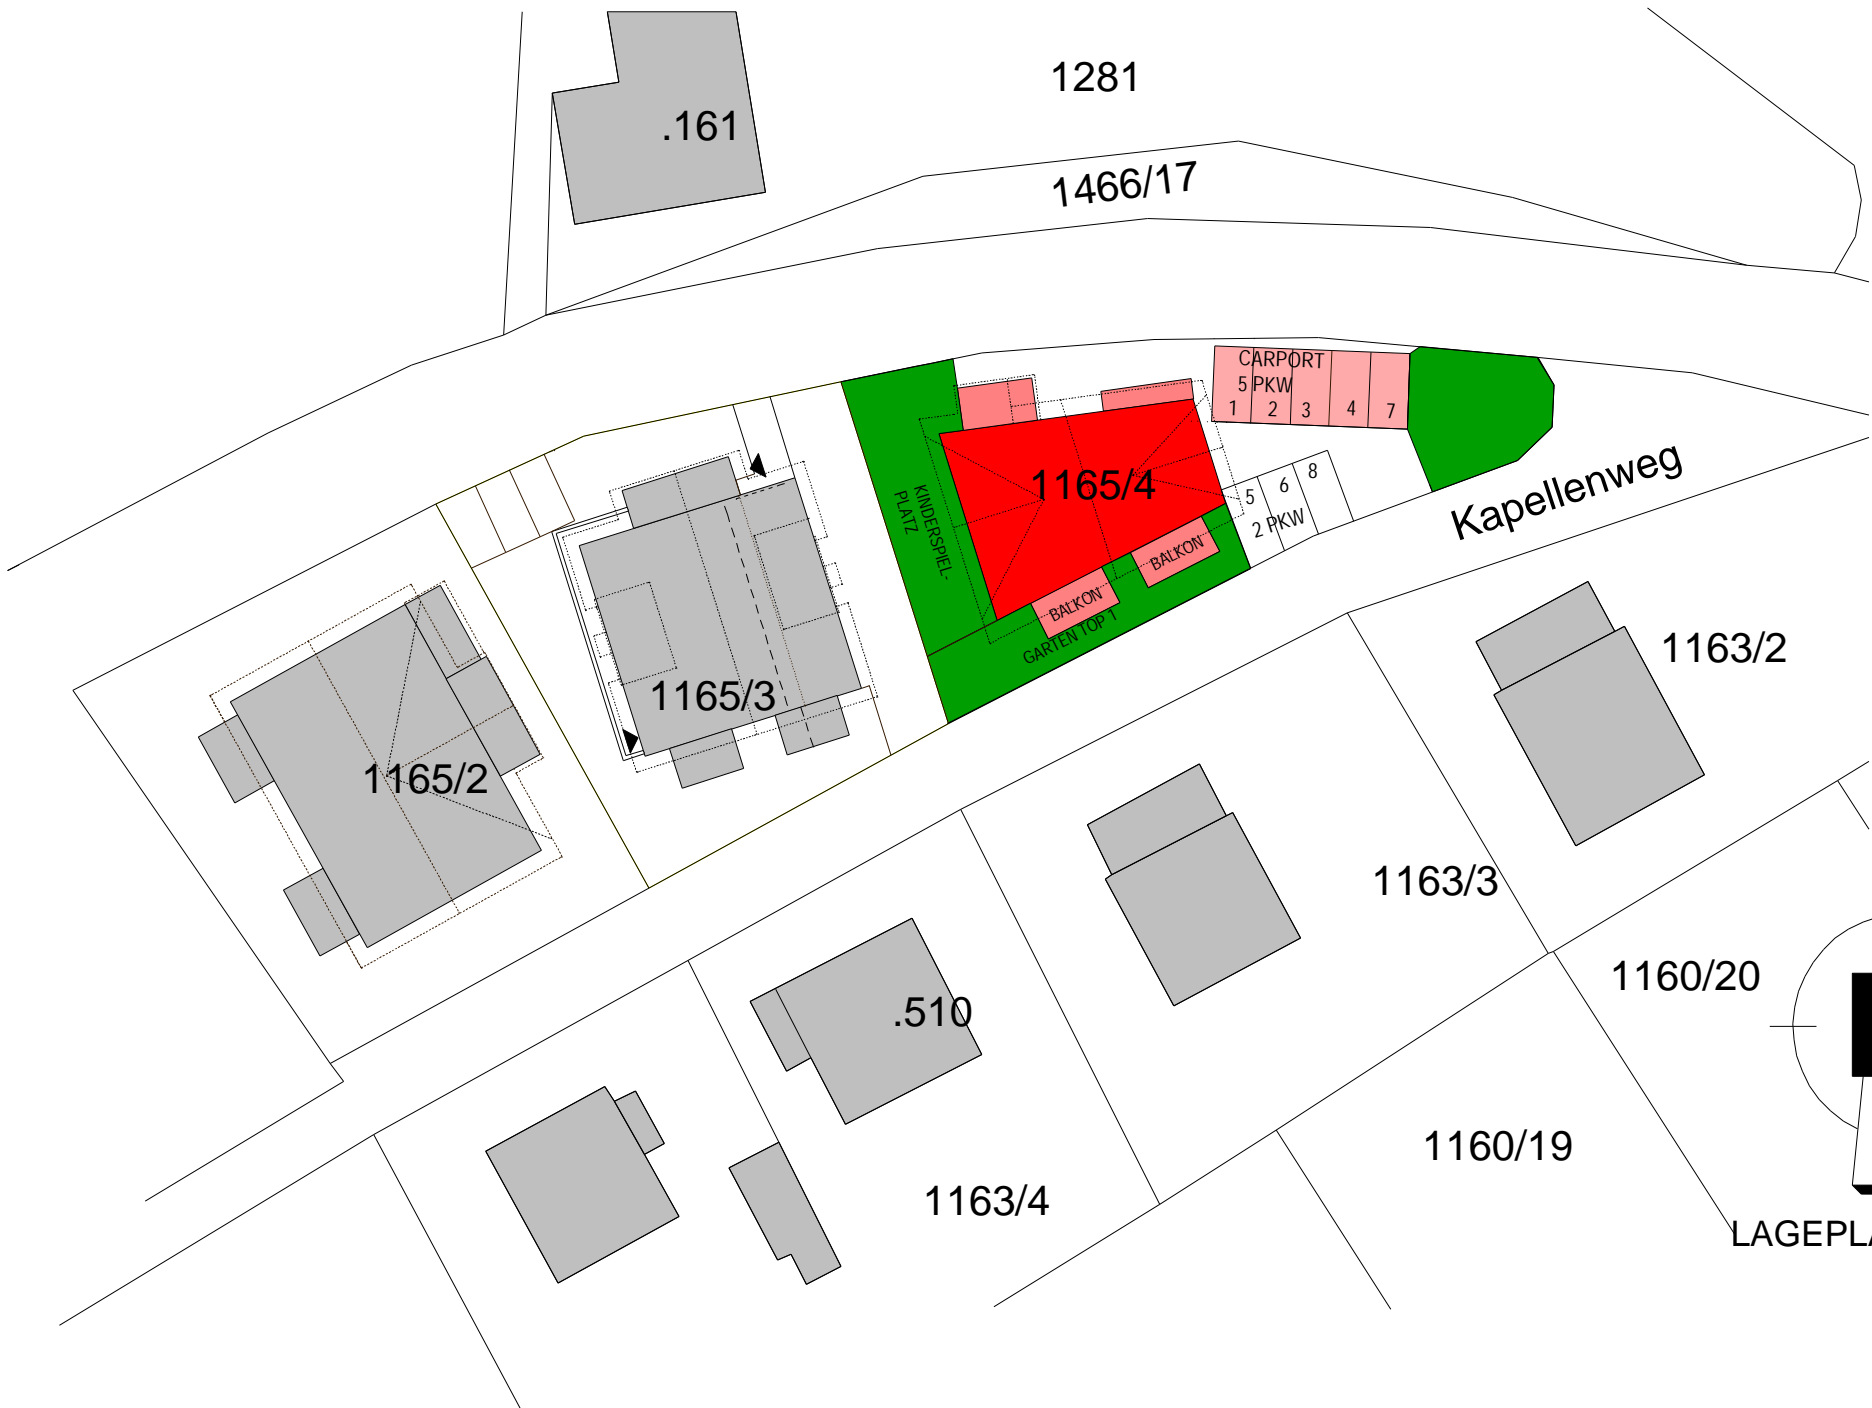 1281
.161
1466/17
CARPORT
5 PKW
1 2 3 4 7
1165/4
KINDERSPIEL-
PLATZ
5 6 8
2 PKW
Kapellenweg
BALKON
BALKON
GARTEN TOP 1
1163/2
1165/3
1165/2
1163/3
1160/20
.510
1160/19
1163/4
LAGEPLA